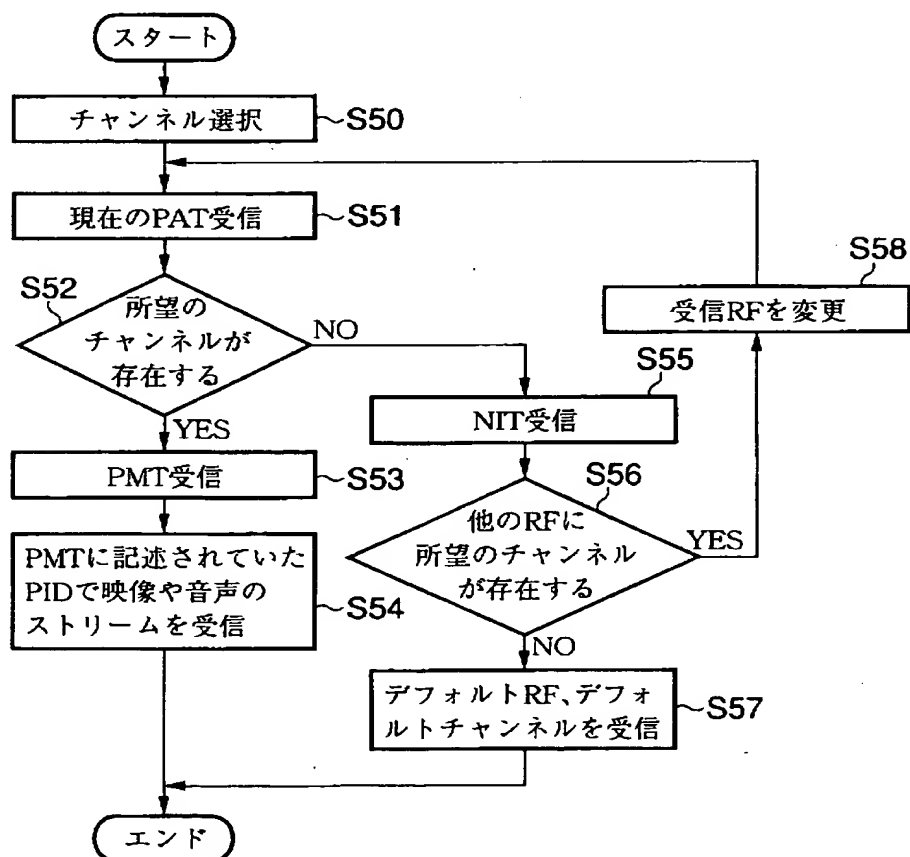 スタート
チャンネル選択
S50
現在のPAT受信
S51
S52
所望の
チャンネルが
存在する
NO
YES
PMT受信
S53
PMTに記述されていた
PIDで映像や音声の
ストリームを受信
S54
S58
受信RFを変更
S55
NIT受信
S56
他のRFに
所望のチャンネル
が存在する
YES
NO
デフォルトRF、デフォ
ルトチャンネルを受信
S57
エンド